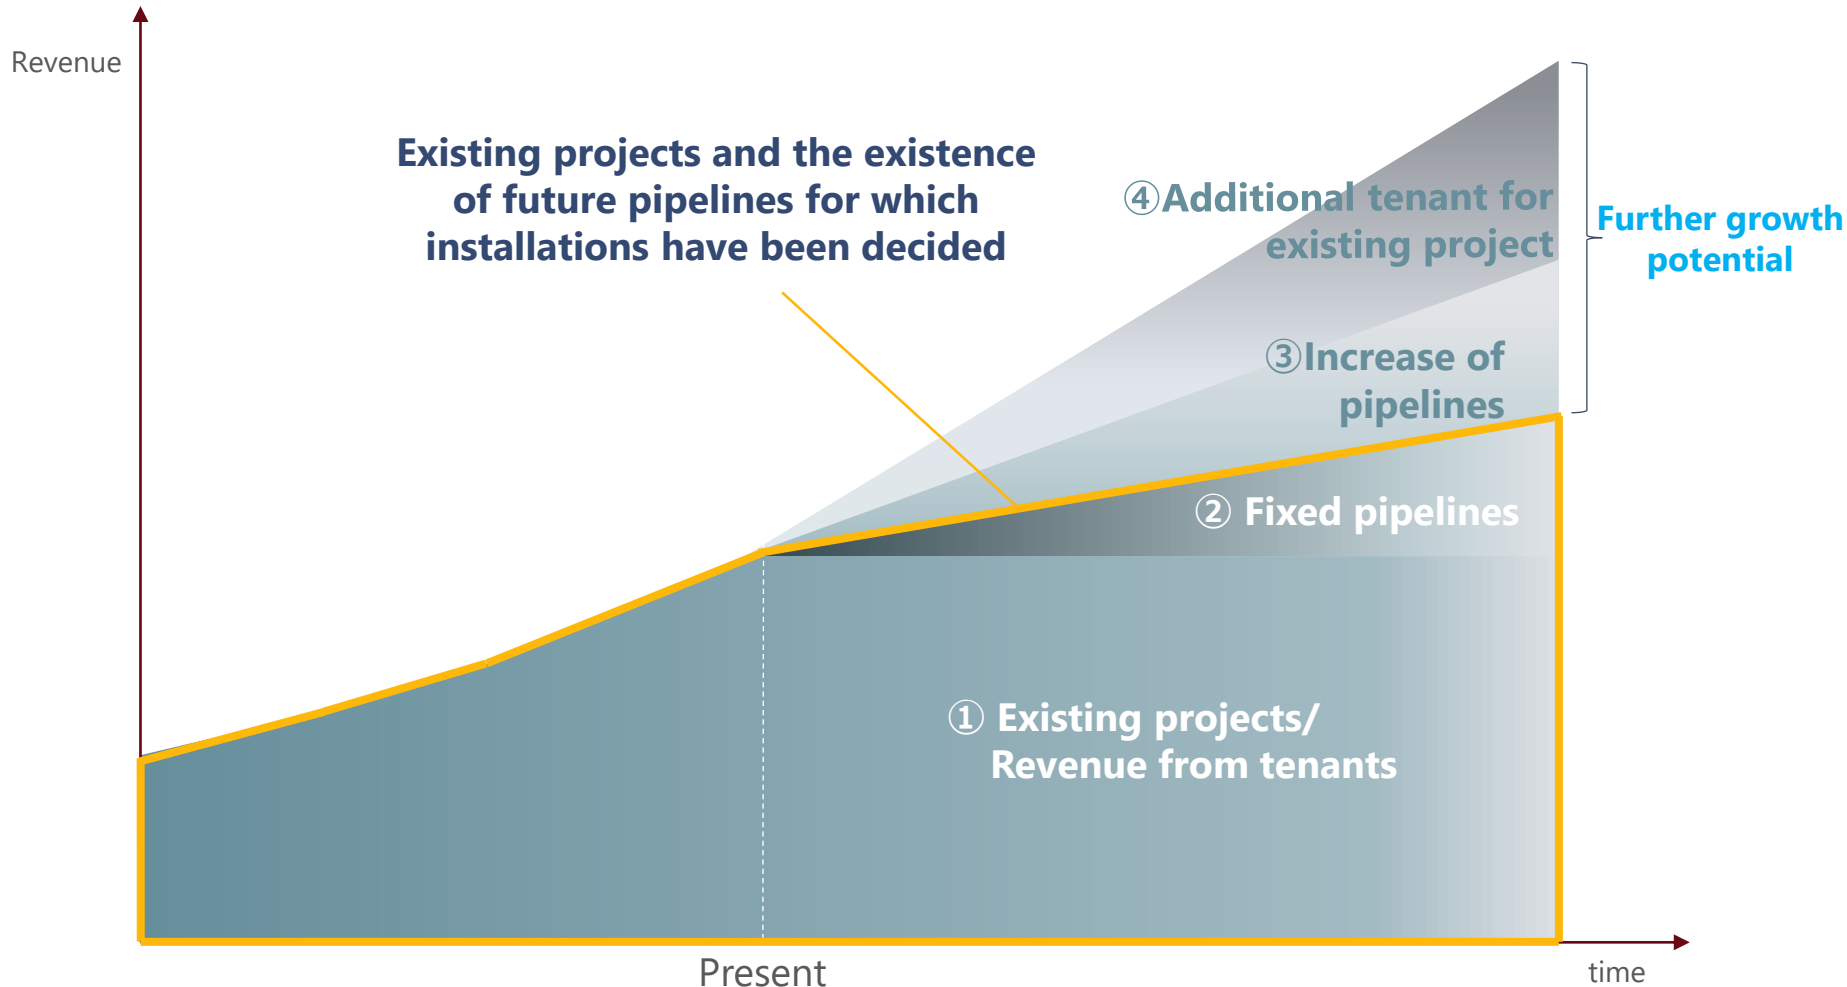 Revenue
Existing projects and the existence
of future pipelines for which
installations have been decided
④Additional tenant for
existing project
Further growth
potential
③Increase of
pipelines
② Fixed pipelines
① Existing projects/
Revenue from tenants
Present
time